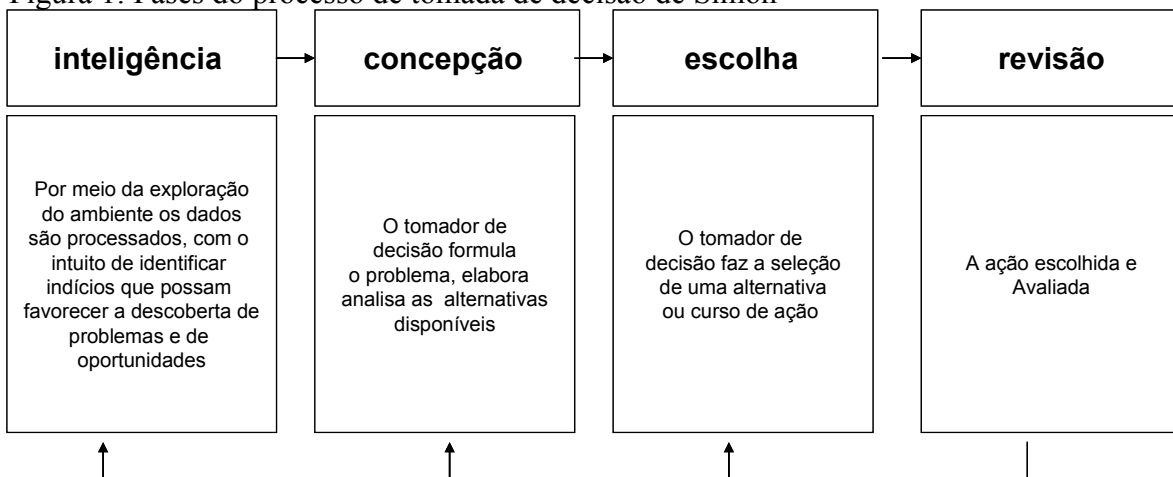 Figura 1: Fases do processo de tomada de decisão de Simon
inteligência
concepção
escolha
revisão
Por meio da exploração
do ambiente os dados
são processados, com o
intuito de identificar
indícios que possam
favorecer a descoberta de
problemas e de
oportunidades
O tomador de
decisão formula
o problema, elabora
analisa as alternativas
disponíveis
O tomador de
decisão faz a seleção
de uma alternativa
ou curso de ação
A ação escolhida e
Avaliada